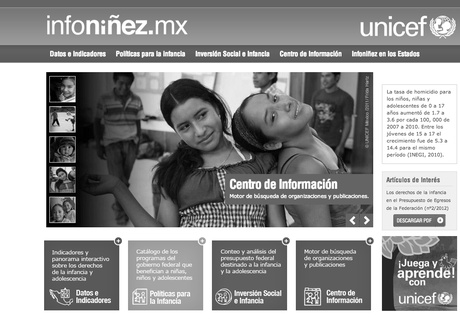 infoniñez.mx
unicef
Datos e Indicadores
Políticas para la Infancia
Inversión Social e Infancia
Centro de Información
Infoniñez en los Estados
La tasa de homicidio para
los niños, niñas y
adolescentes de 0 a 17
años aumentó de 1.7 a
3.6 por cada 100, 000 de
2007 a 2010. Entre los
jóvenes de 15 a 17 el
crecimiento fue de 5.3 a
14.4 para el mismo
período (INEGI, 2010).
Centro de Información
Motor de búsqueda de organizaciones y publicaciones.
Artículos de Interés
Los derechos de la infancia
en el Presupuesto de Egresos
de la Federación (nº2/2012)
DESCARGAR PDF
Indicadores y
panorama interactivo
sobre los derechos
de la infancia y
adolescencia
Datos e
Indicadores
Catálogo de los
programas del
gobierno federal
que benefician a niñas,
niños y adolescentes
Políticas para
la Infancia
Conteo y análisis del
presupuesto federal
destinado a la infancia
y adolescencia
Inversión Social
e Infancia
Motor de búsqueda
de organizaciones
y publicaciones
Centro de
Información
¡Juega y
aprende!
con
unicef